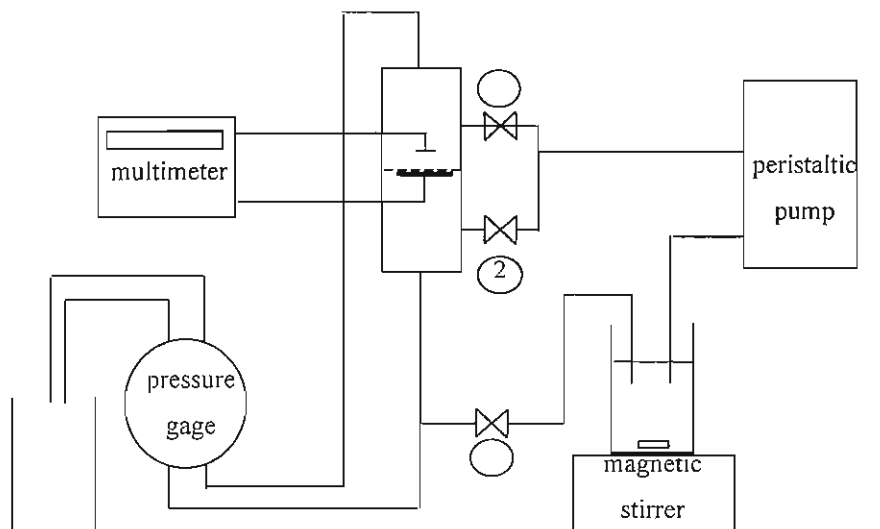 multimeter
peristaltic
pump
2
pressure
gage
magnetic
stirrer